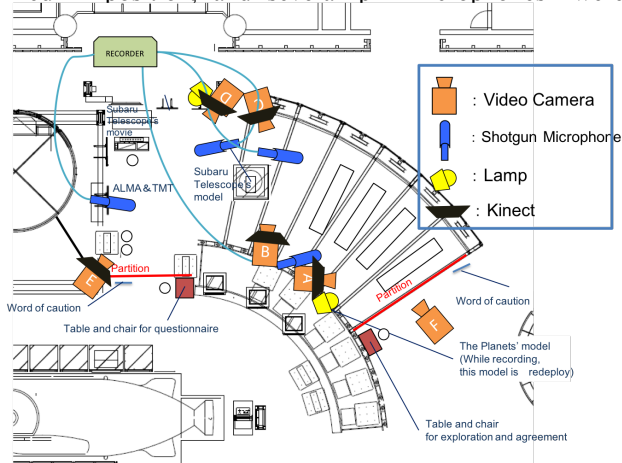 RECORDER
Subaru
Telescope's
movie
D
C
: Video Camera
: Shotgun Microphone
: Lamp
: Kinect
Subaru
Telescope's
model
ALMA&TMT
B
A
E
F
Partition
Partition
Word of caution
Word of caution
Table and chair for questionnaire
The Planets' model
(While recording,
this model is redeploy)
Table and chair
for exploration and agreement